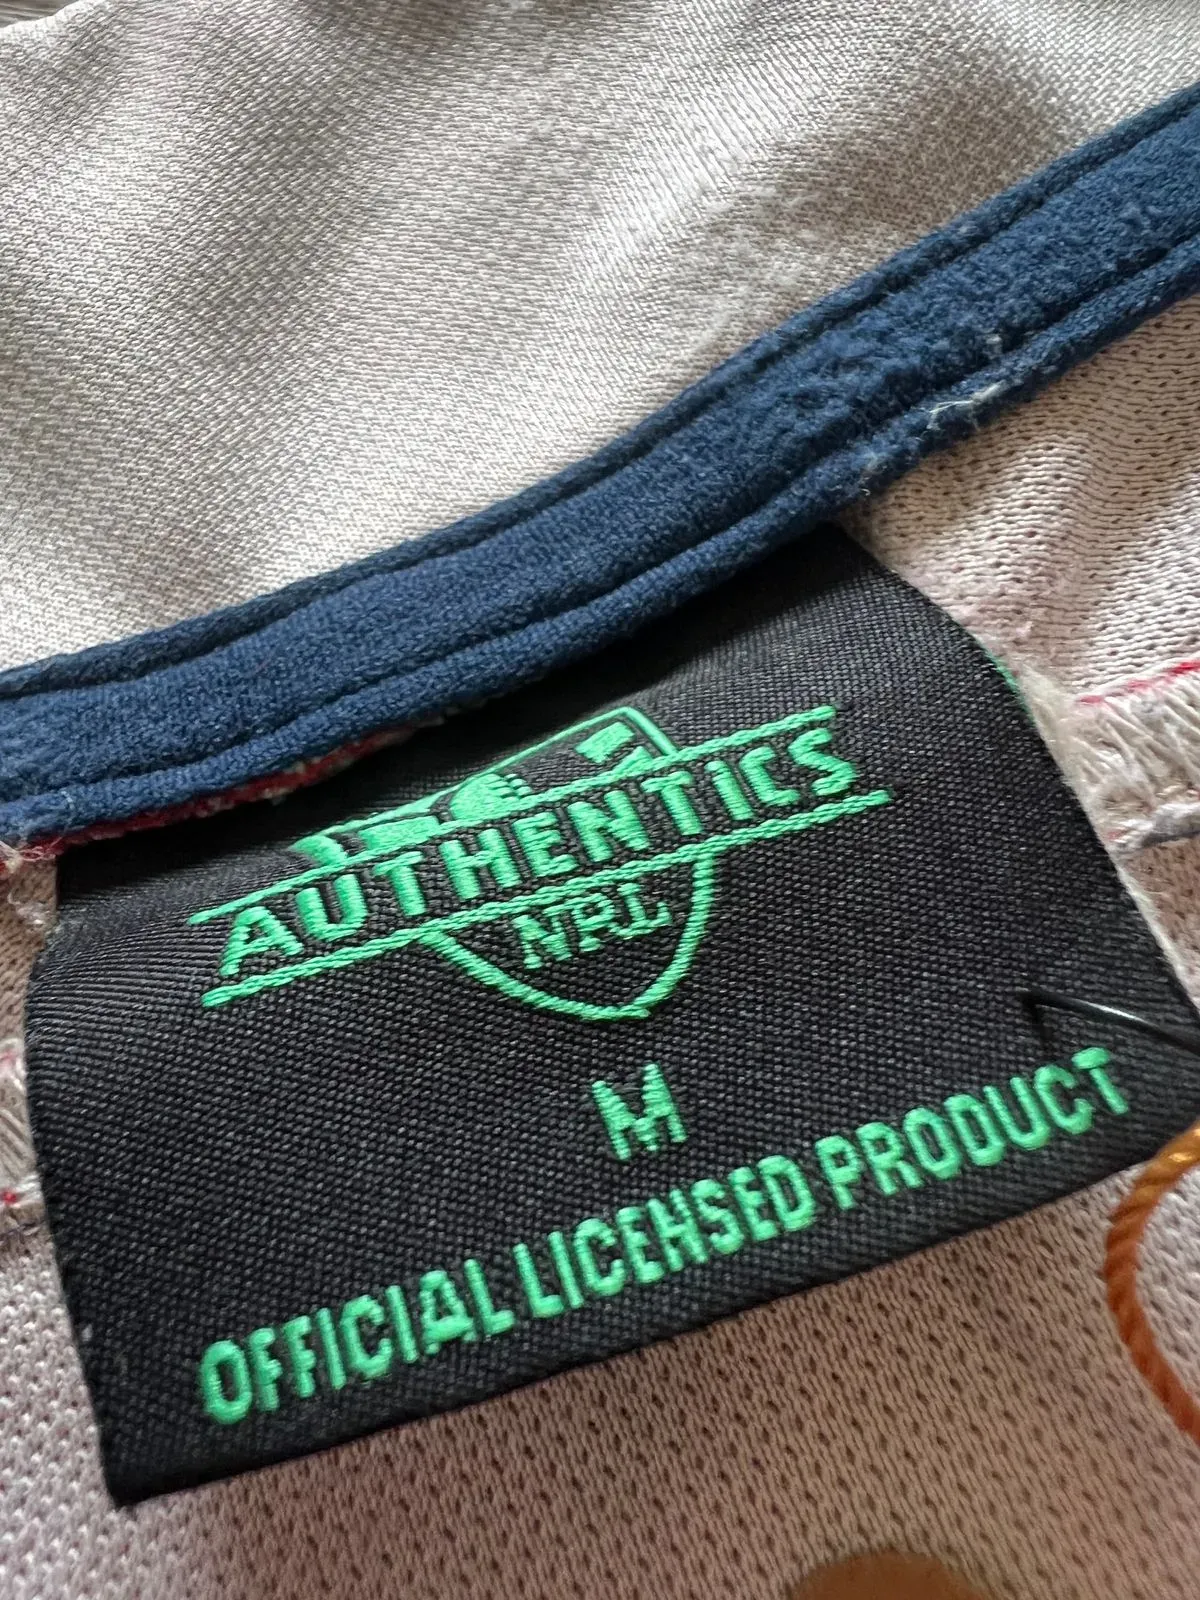 AUTHENTICS
NRL
M
OFFICIAL LICENSED PRODUCT